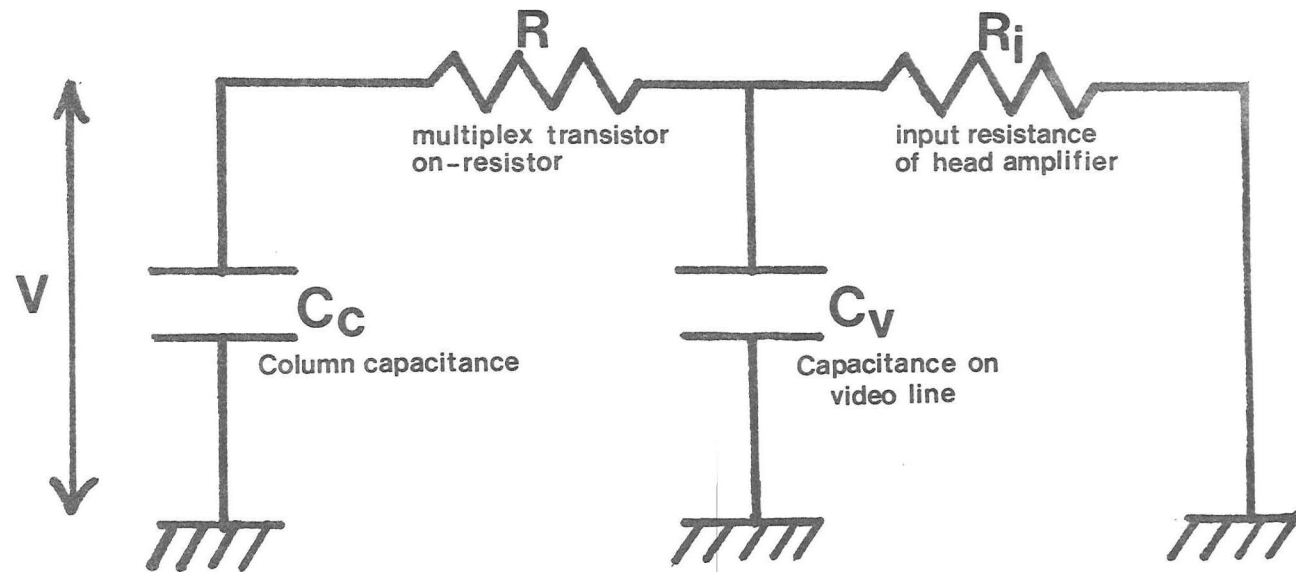 R
Ri
multiplex transistor
on-resistor
input resistance
of head amplifier
V
Cc
Column capacitance
Cv
Capacitance on
video line